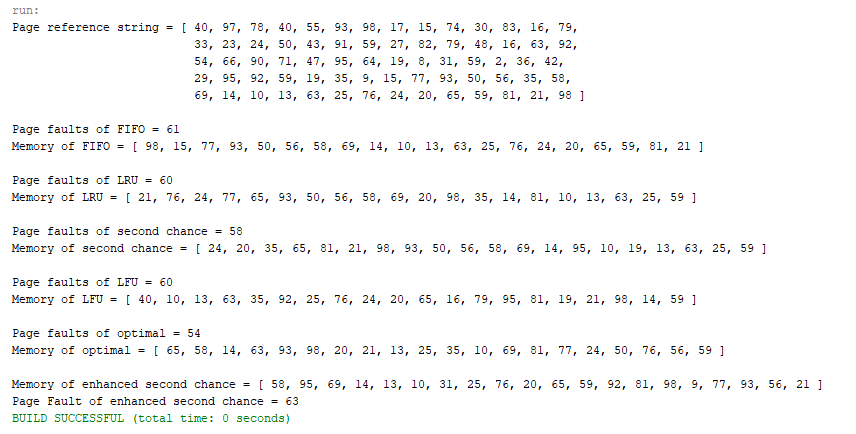 run:
Page reference string = [ 40, 97, 78, 40, 55, 93, 98, 17, 15, 74, 30, 83, 16, 79,
33, 23, 24, 50, 43, 91, 59, 27, 82, 79, 48, 16, 63, 92,
54, 66, 90, 71, 47, 95, 64, 19, 8, 31, 59, 2, 36, 42,
29, 95, 92, 59, 19, 35, 9, 15, 77, 93, 50, 56, 35, 58,
69, 14, 10, 13, 63, 25, 76, 24, 20, 65, 59, 81, 21, 98 ]
Page faults of FIFO = 61
Memory of FIFO = [ 98, 15, 77, 93, 50, 56, 58, 69, 14, 10, 13, 63, 25, 76, 24, 20, 65, 59, 81, 21 ]
Page faults of LRU = 60
Memory of LRU = [ 21, 76, 24, 77, 65, 93, 50, 56, 58, 69, 20, 98, 35, 14, 81, 10, 13, 63, 25, 59 ]
Page faults of second chance = 58
Memory of second chance = [ 24, 20, 35, 65, 81, 21, 98, 93, 50, 56, 58, 69, 14, 95, 10, 19, 13, 63, 25, 59 ]
Page faults of LFU = 60
Memory of LFU = [ 40, 10, 13, 63, 35, 92, 25, 76, 24, 20, 65, 16, 79, 95, 81, 19, 21, 98, 14, 59 ]
Page faults of optimal = 54
Memory of optimal = [ 65, 58, 14, 63, 93, 98, 20, 21, 13, 25, 35, 10, 69, 81, 77, 24, 50, 76, 56, 59 ]
Memory of enhanced second chance = [ 58, 95, 69, 14, 13, 10, 31, 25, 76, 20, 65, 59, 92, 81, 98, 9, 77, 93, 56, 21 ]
Page Fault of enhanced second chance = 63
BUILD SUCCESSFUL (total time: 0 seconds)